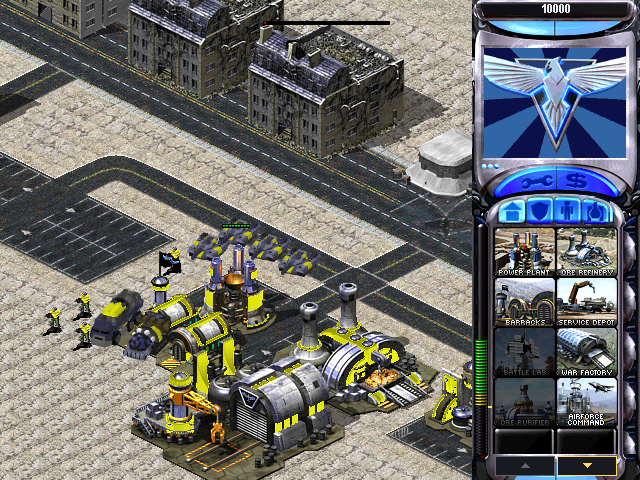 10000
$
POWER PLANT
ORE REFINERY
BARRACKS
SERVICE DEPOT
BATTLE LAB
WAR FACTORY
ORE PURIFIER
AIRFORCE
COMMAND